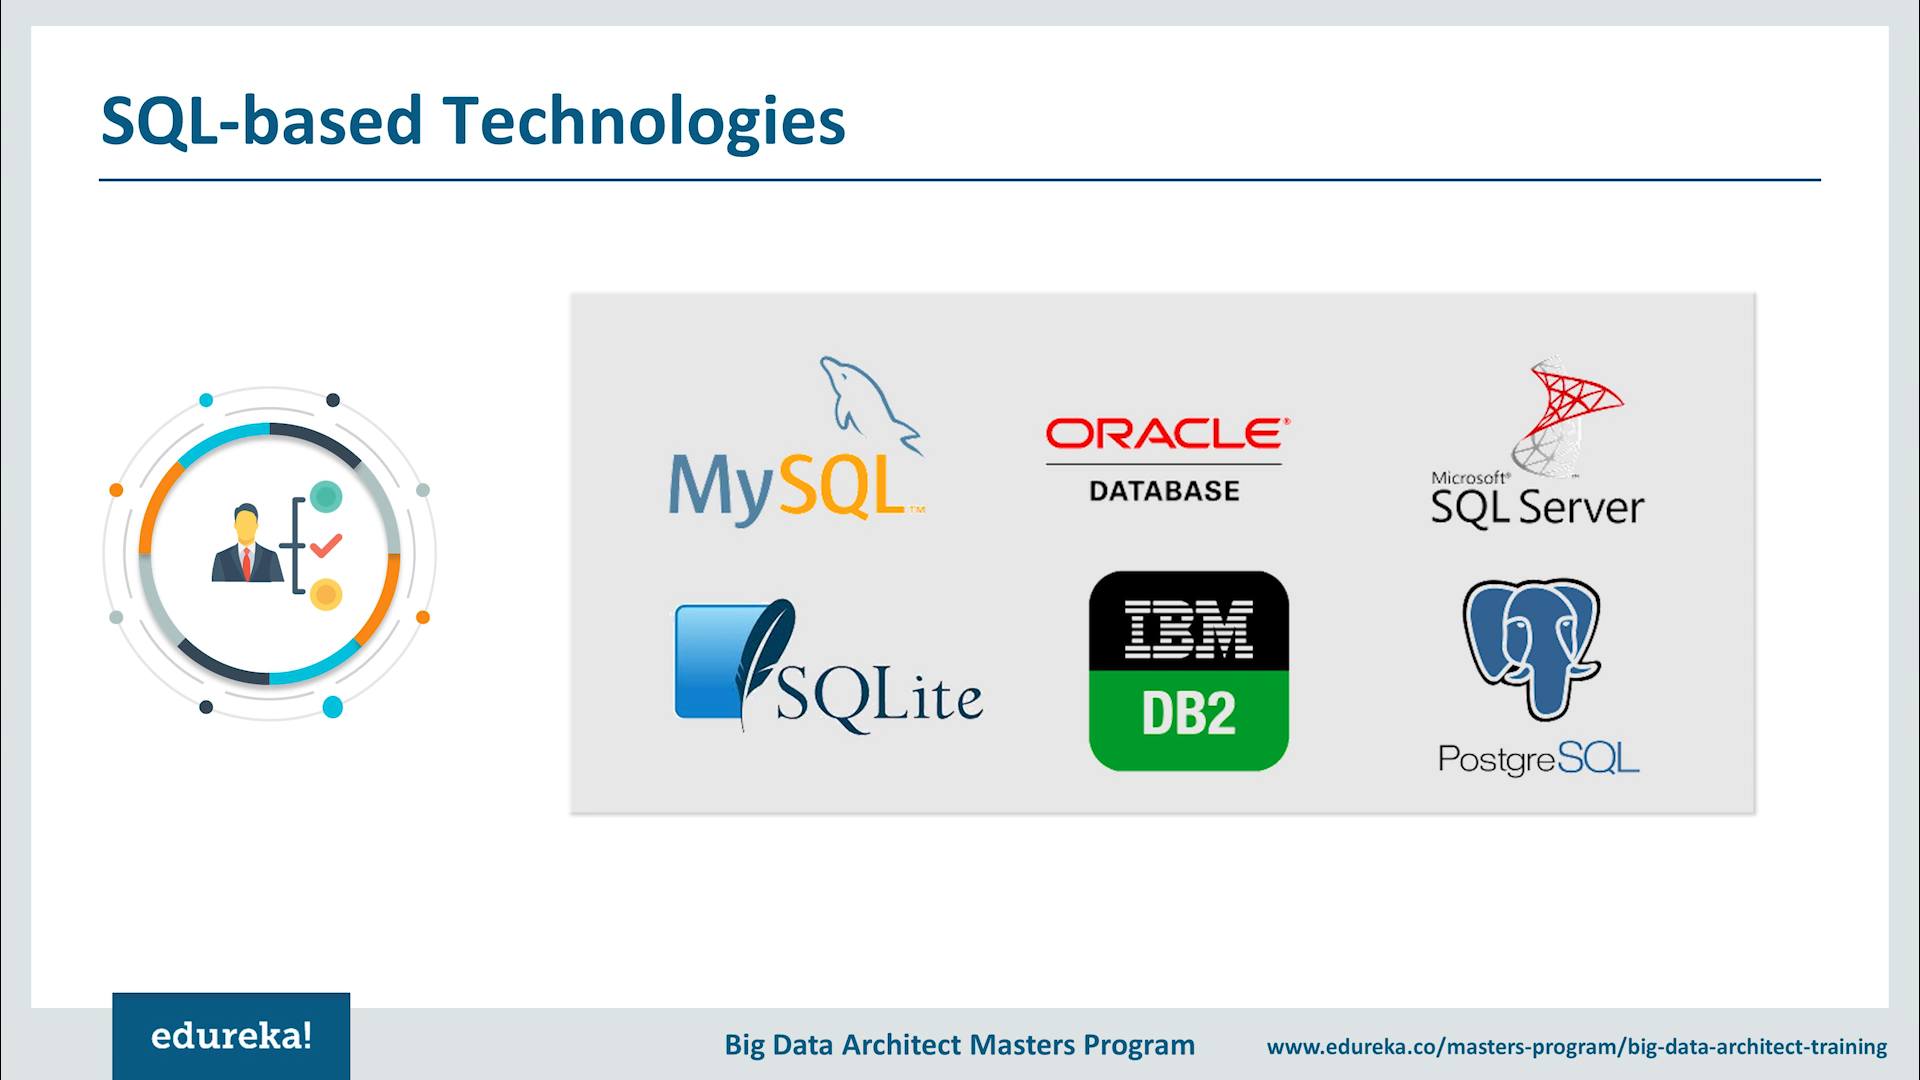 SQL-based Technologies
MySQL™
ORACLE®
DATABASE
Microsoft®
SQL Server
SQLite
IBM
DB2
PostgreSQL
edureka!
Big Data Architect Masters Program
www.edureka.co/masters-program/big-data-architect-training